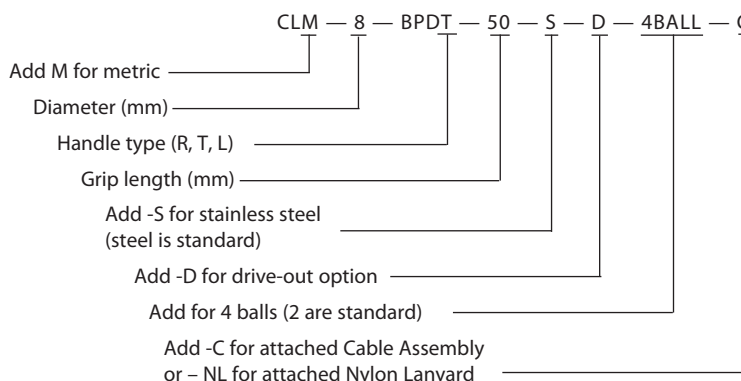 CLM — 8 — BPDT — 50 — S — D — 4BALL —
Add M for metric
Diameter (mm)
Handle type (R, T, L)
Grip length (mm)
Add -S for stainless steel
(steel is standard)
Add -D for drive-out option
Add for 4 balls (2 are standard)
Add -C for attached Cable Assembly
or – NL for attached Nylon Lanyard